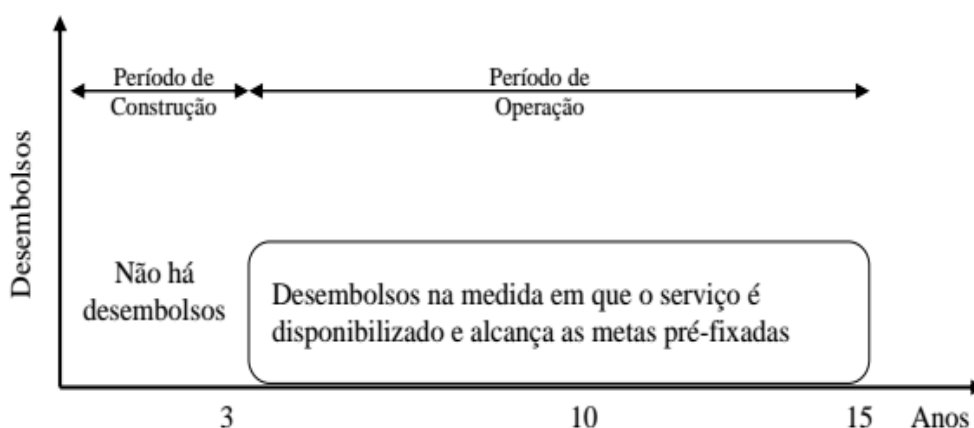 Período de
Construção
Período de
Operação
Desembolsos
Não há
desembolsos
Desembolsos na medida em que o serviço é
disponibilizado e alcança as metas pré-fixadas
3
10
15
Anos